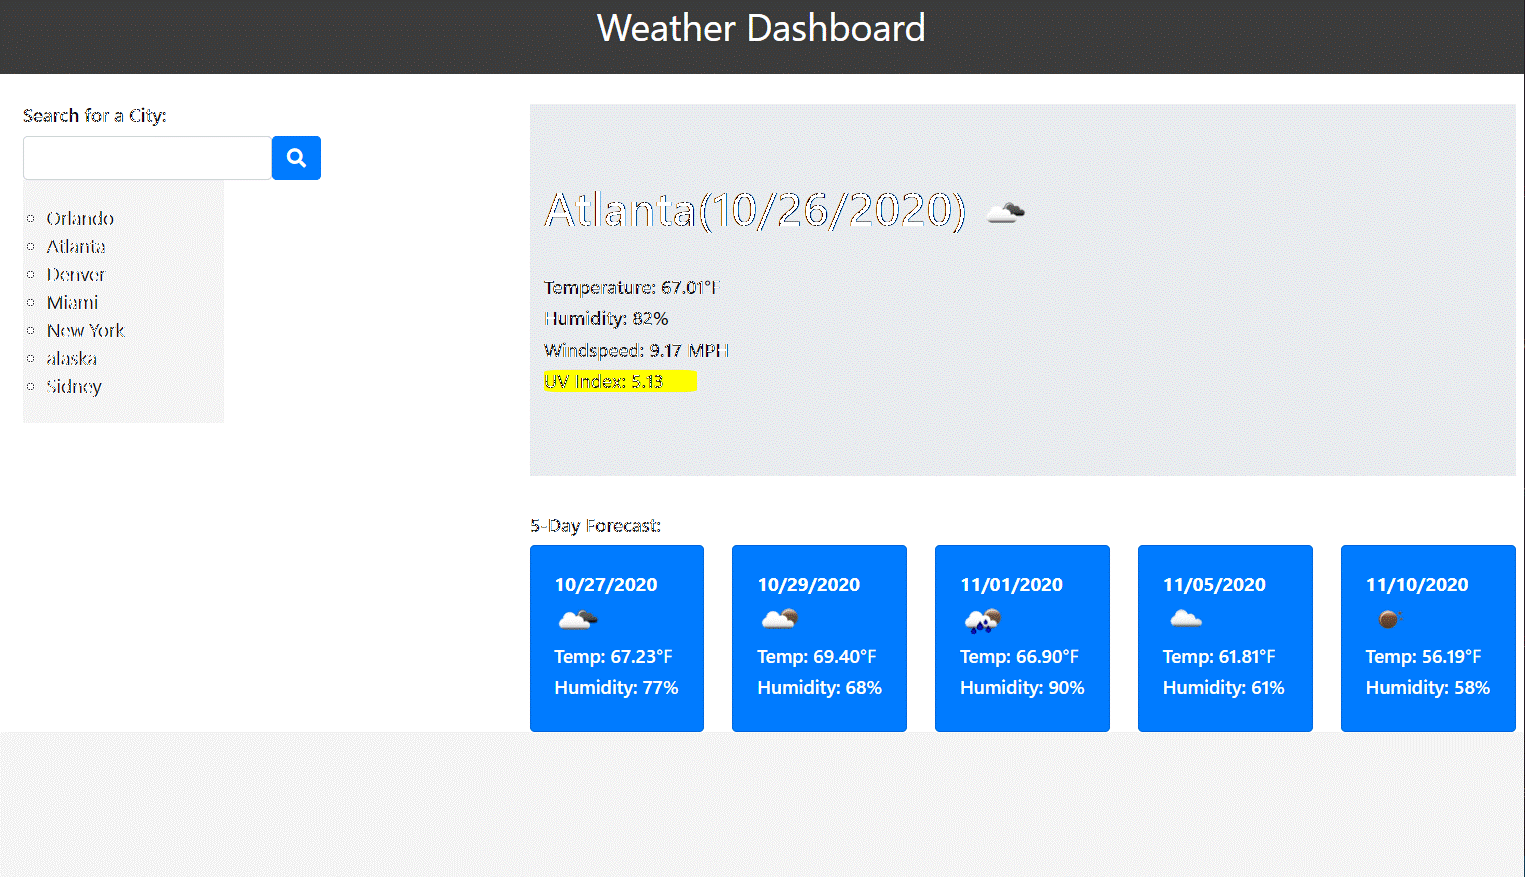 Weather Dashboard
Search for a City:
Orlando
Atlanta
Denver
Miami
New York
alaska
Sidney
Atlanta(10/26/2020)
Temperature: 67.01°F
Humidity: 82%
Windspeed: 9.17 MPH
UV Index: 5.13
5-Day Forecast:
10/27/2020
Temp: 67.23°F
Humidity: 77%
10/29/2020
Temp: 69.40°F
Humidity: 68%
11/01/2020
Temp: 66.90°F
Humidity: 90%
11/05/2020
Temp: 61.81°F
Humidity: 61%
11/10/2020
Temp: 56.19°F
Humidity: 58%